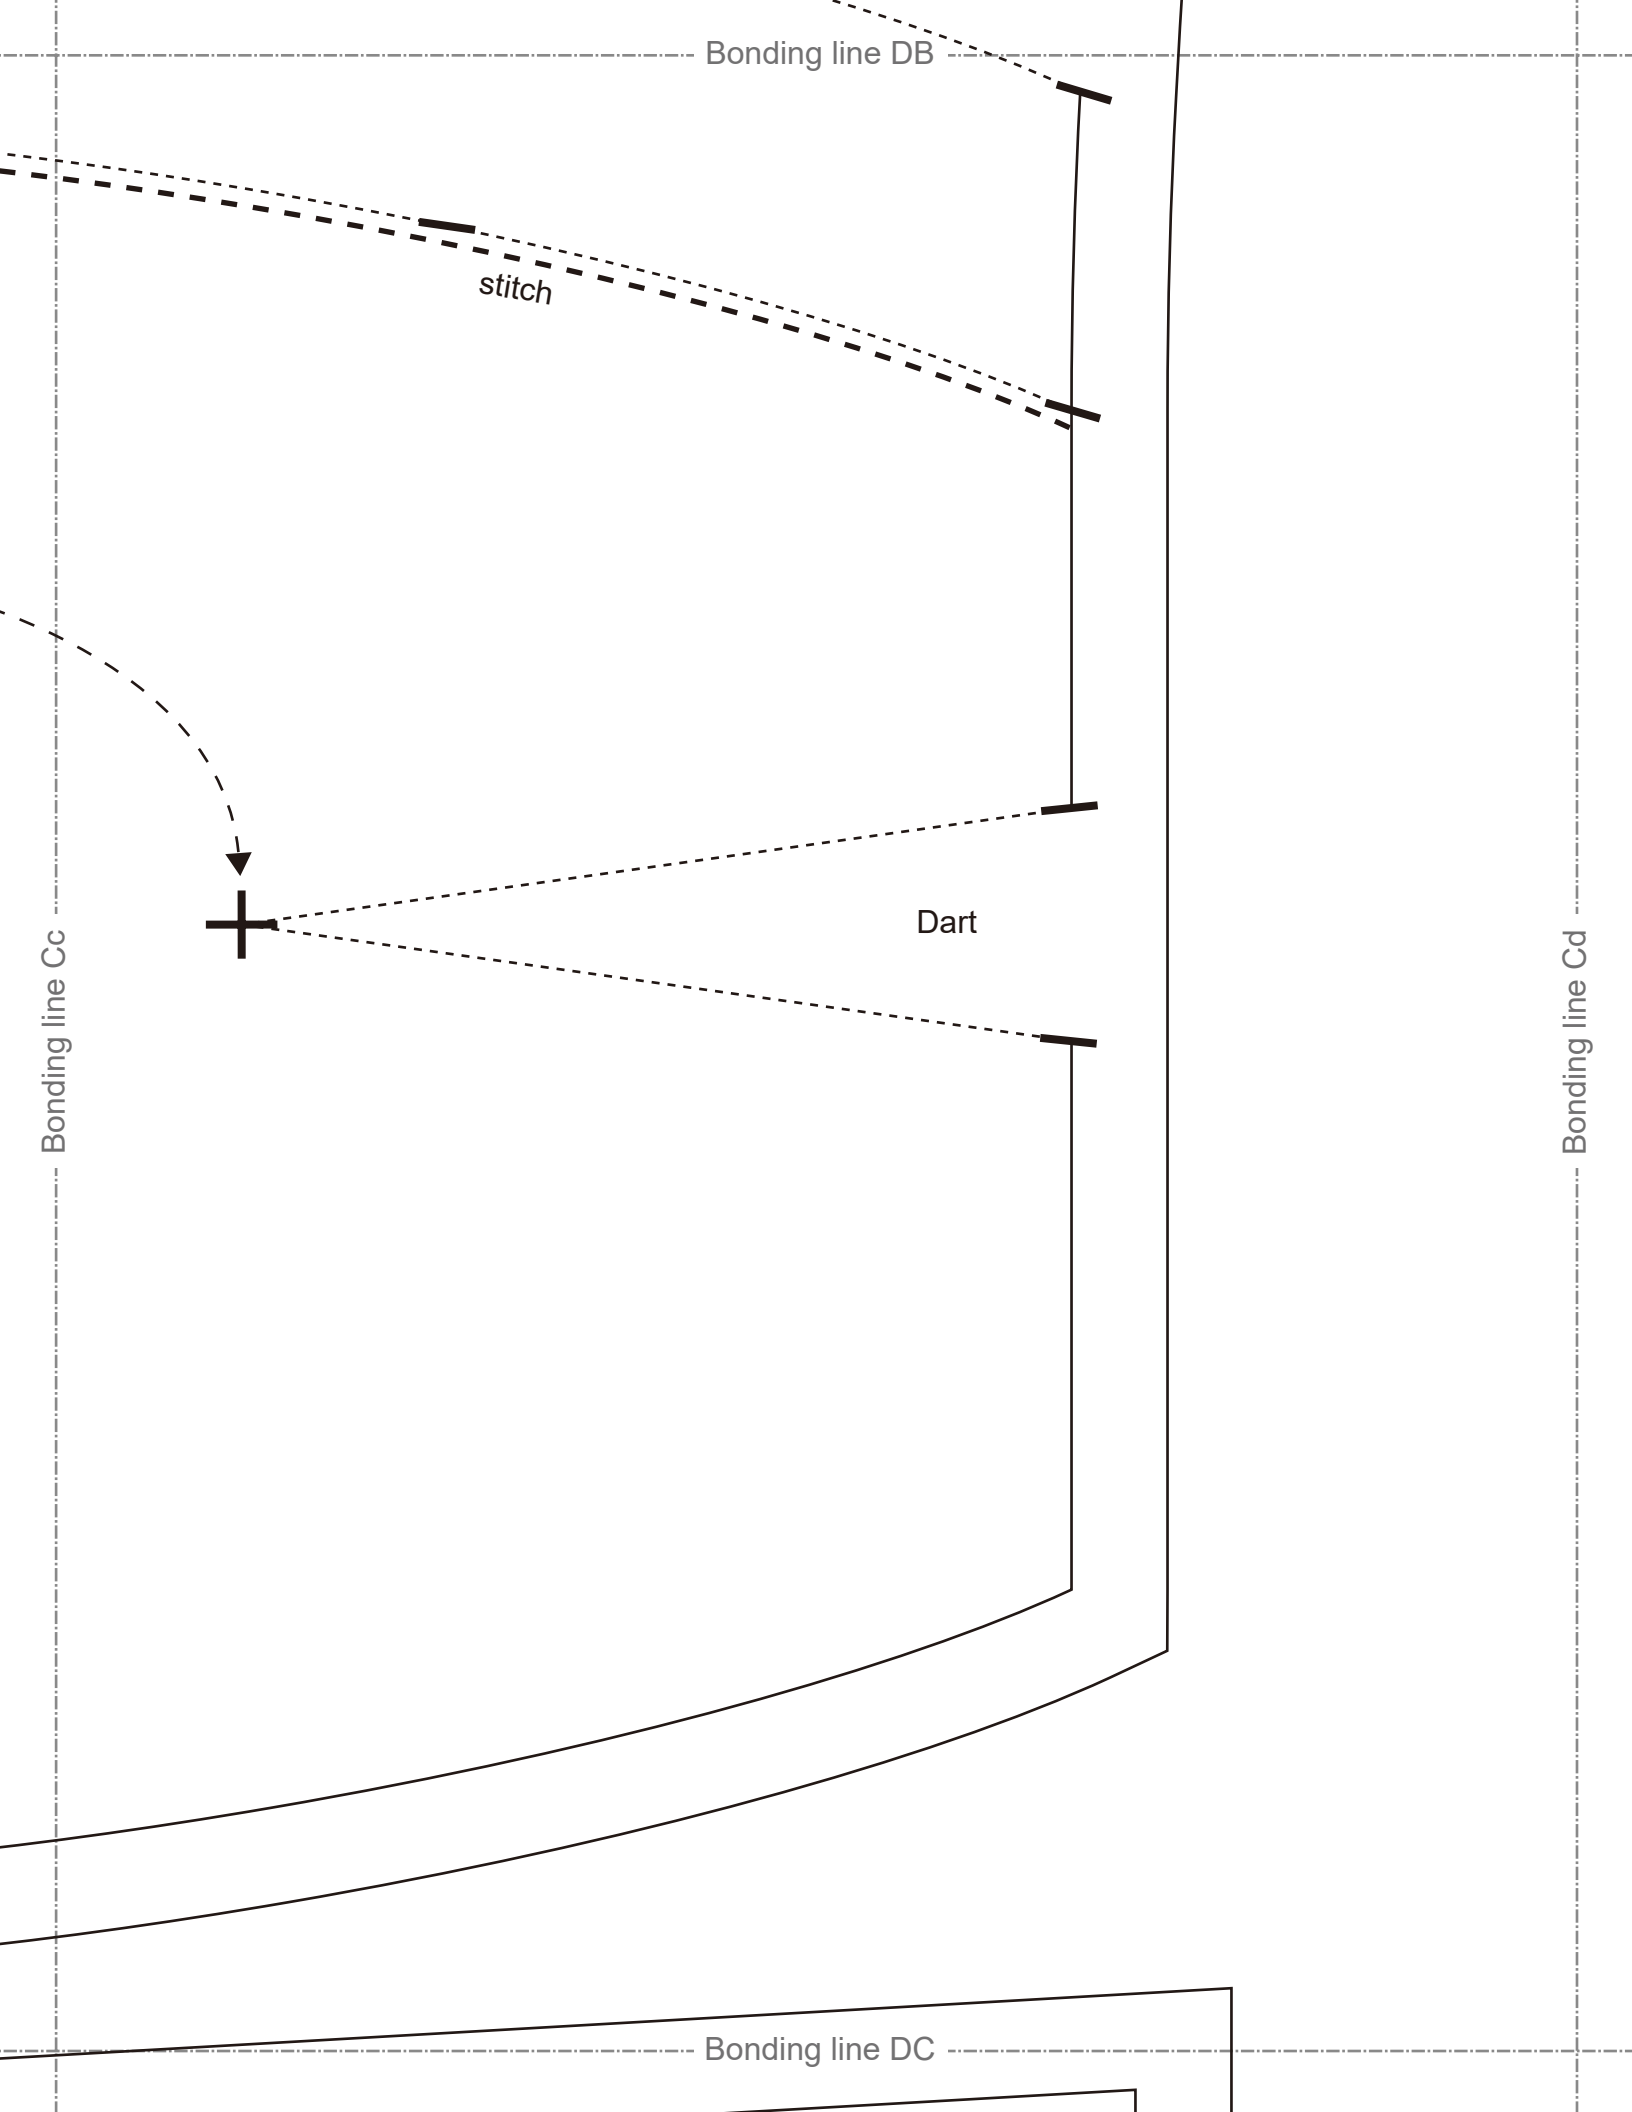 Bonding line DB
stitch
Dart
Bonding line Cc
Bonding line Cd
Bonding line DC